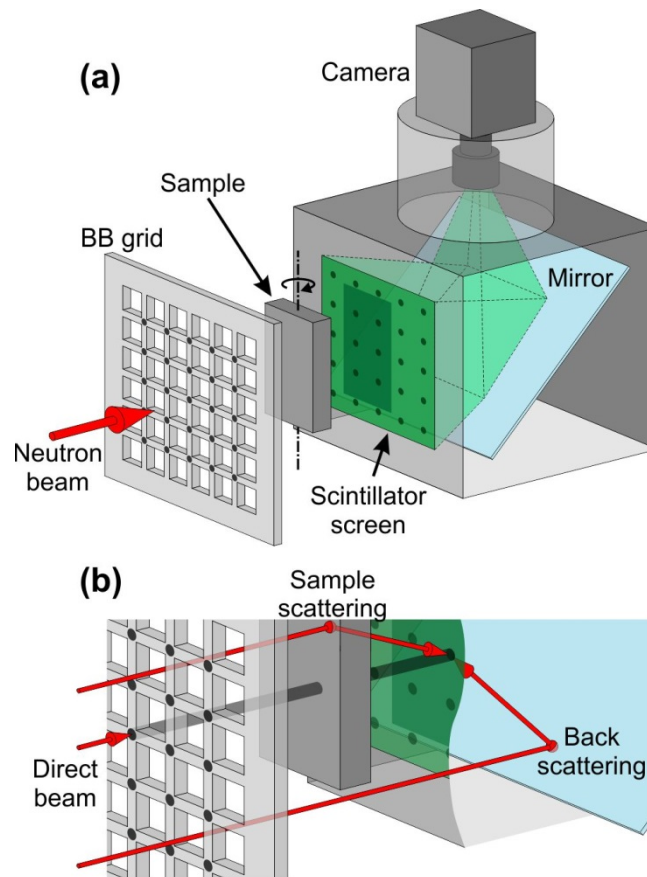 (a)
Camera
Sample
BB grid
Mirror
Neutron
beam
Scintillator
screen
(b)
Sample
scattering
Direct
beam
Back
scattering